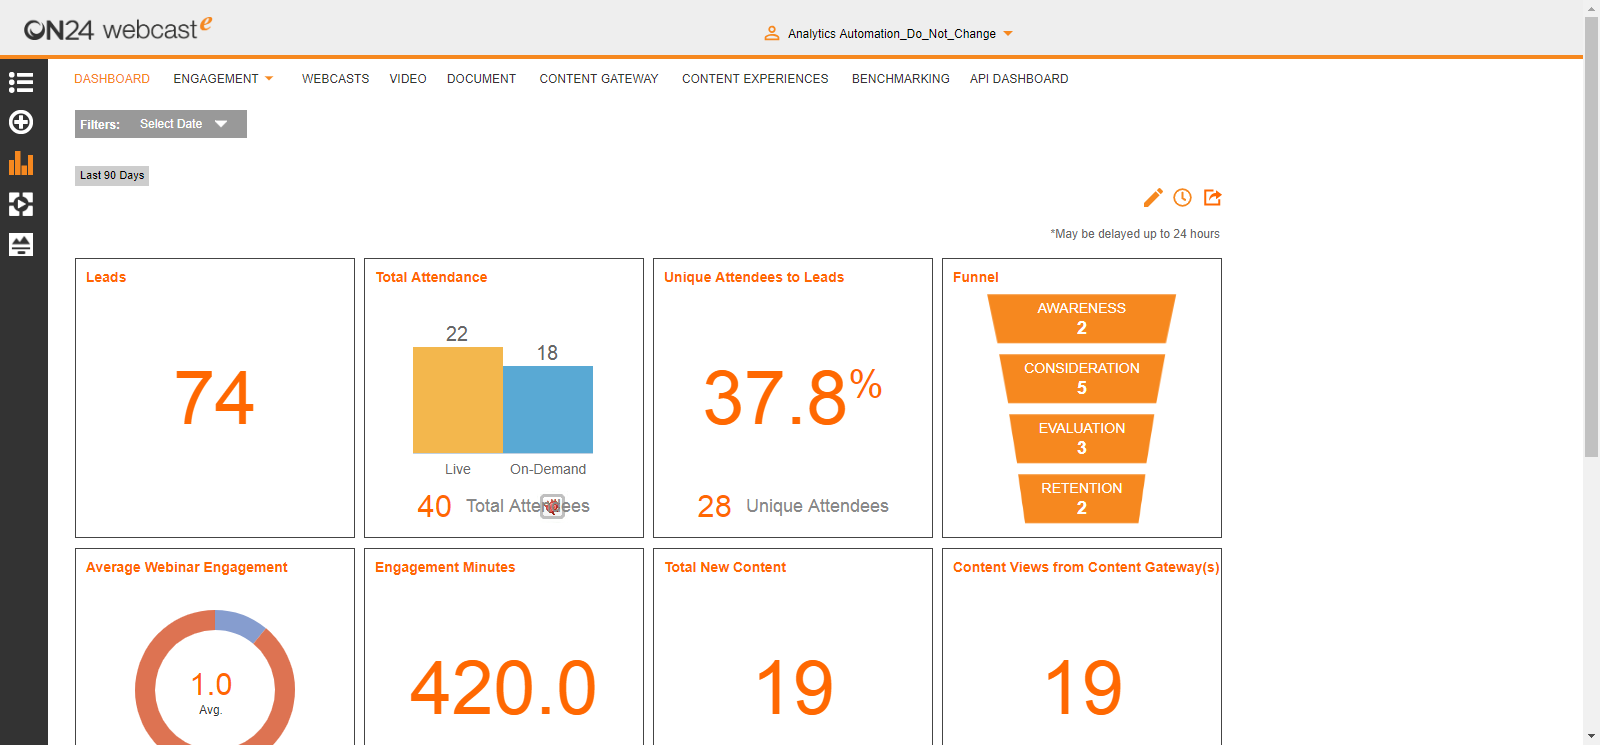 ON24 webcast e
Analytics Automation_Do_Not_Change
DASHBOARD ENGAGEMENT WEBCASTS VIDEO DOCUMENT CONTENT GATEWAY CONTENT EXPERIENCES BENCHMARKING API DASHBOARD
Filters: Select Date
Last 90 Days
*May be delayed up to 24 hours
Leads
74
Total Attendance
22
18
Live On-Demand
40 Total Attendees
Unique Attendees to Leads
37.8%
28 Unique Attendees
Funnel
AWARENESS
2
CONSIDERATION
5
EVALUATION
3
RETENTION
2
Average Webinar Engagement
1.0
Avg.
Engagement Minutes
420.0
Total New Content
19
Content Views from Content Gateway(s)
19